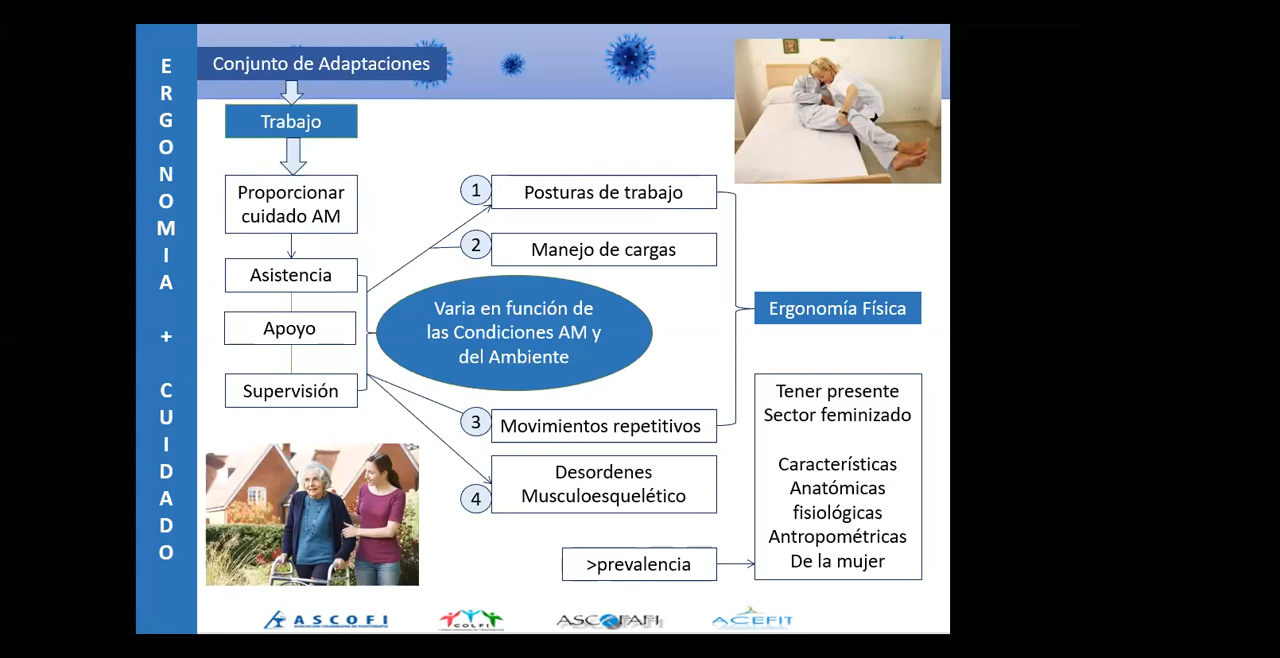 ERGONOMIA + CUIDADO
Conjunto de Adaptaciones
Trabajo
Proporcionar
cuidado AM
Asistencia
Apoyo
Supervisión
1
Posturas de trabajo
2
Manejo de cargas
Varia en función de
las Condiciones AM y
del Ambiente
3
Movimientos repetitivos
4
Desordenes
Musculoesquelético
>prevalencia
Ergonomía Física
Tener presente
Sector feminizado
Características
Anatómicas
fisiológicas
Antropométricas
De la mujer
ASCOFI
COLFI
ASCOFAFI
ACEFIT